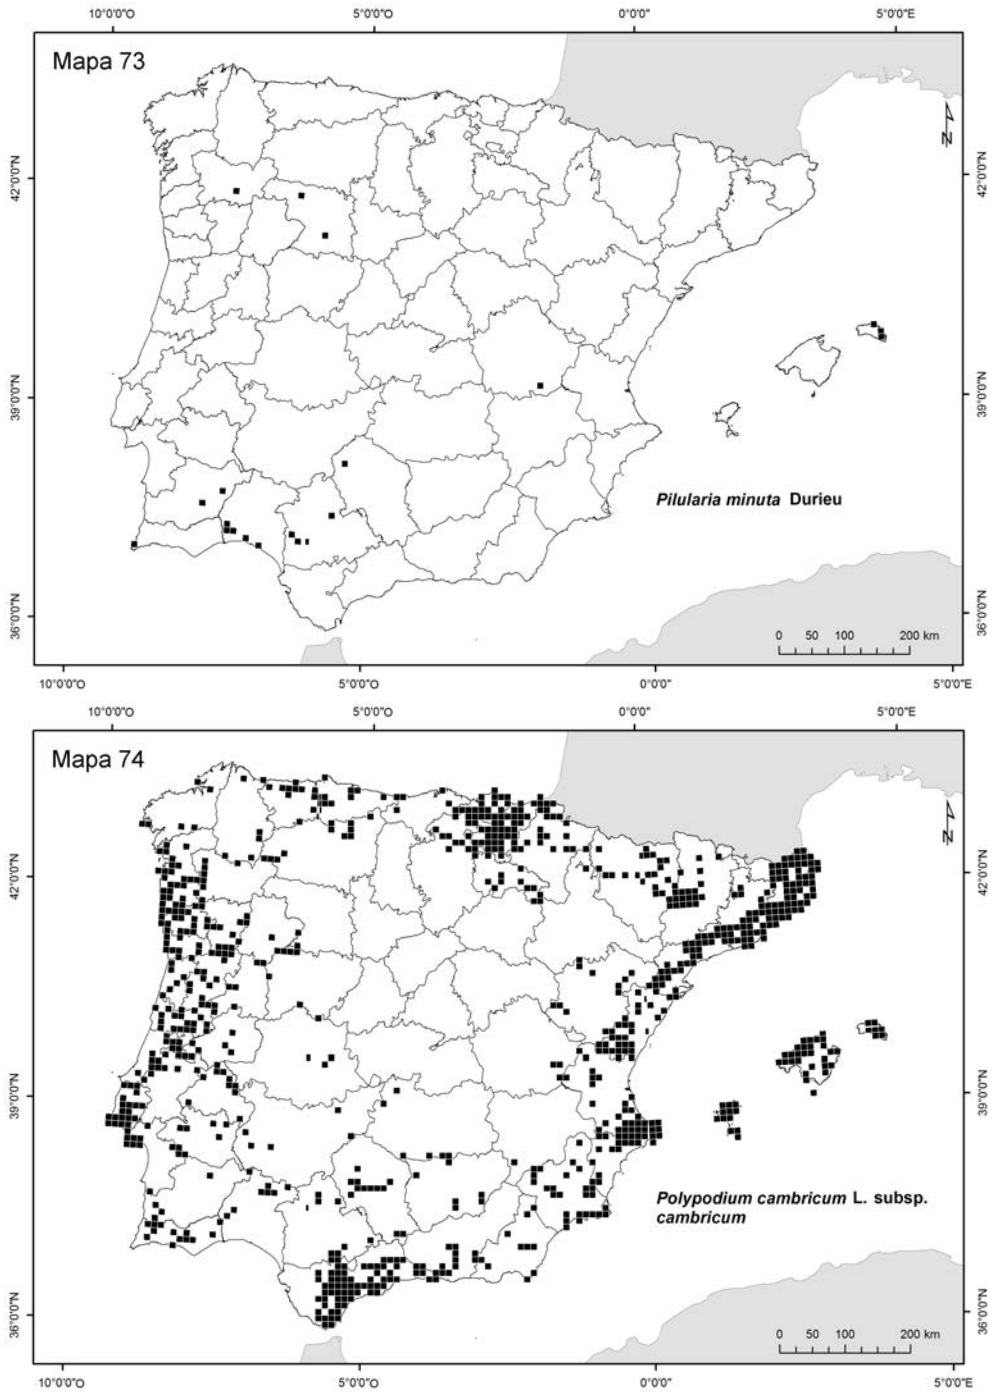 10°0'0"O 5°0'0"O 0°0'0" 5°0'0"E
Mapa 73
N
42°0'0"N 42°0'0"N
39°0'0"N 39°0'0"N
Pilularia minuta Durieu
36°0'0"N 36°0'0"N
0 50 100 200 km
10°0'0"O 5°0'0"O 0°0'0" 5°0'0"E
10°0'0"O 5°0'0"O 0°0'0" 5°0'0"E
Mapa 74
N
42°0'0"N 42°0'0"N
39°0'0"N 39°0'0"N
Polypodium cambricum L. subsp.
cambricum
36°0'0"N 36°0'0"N
0 50 100 200 km
10°0'0"O 5°0'0"O 0°0'0" 5°0'0"E